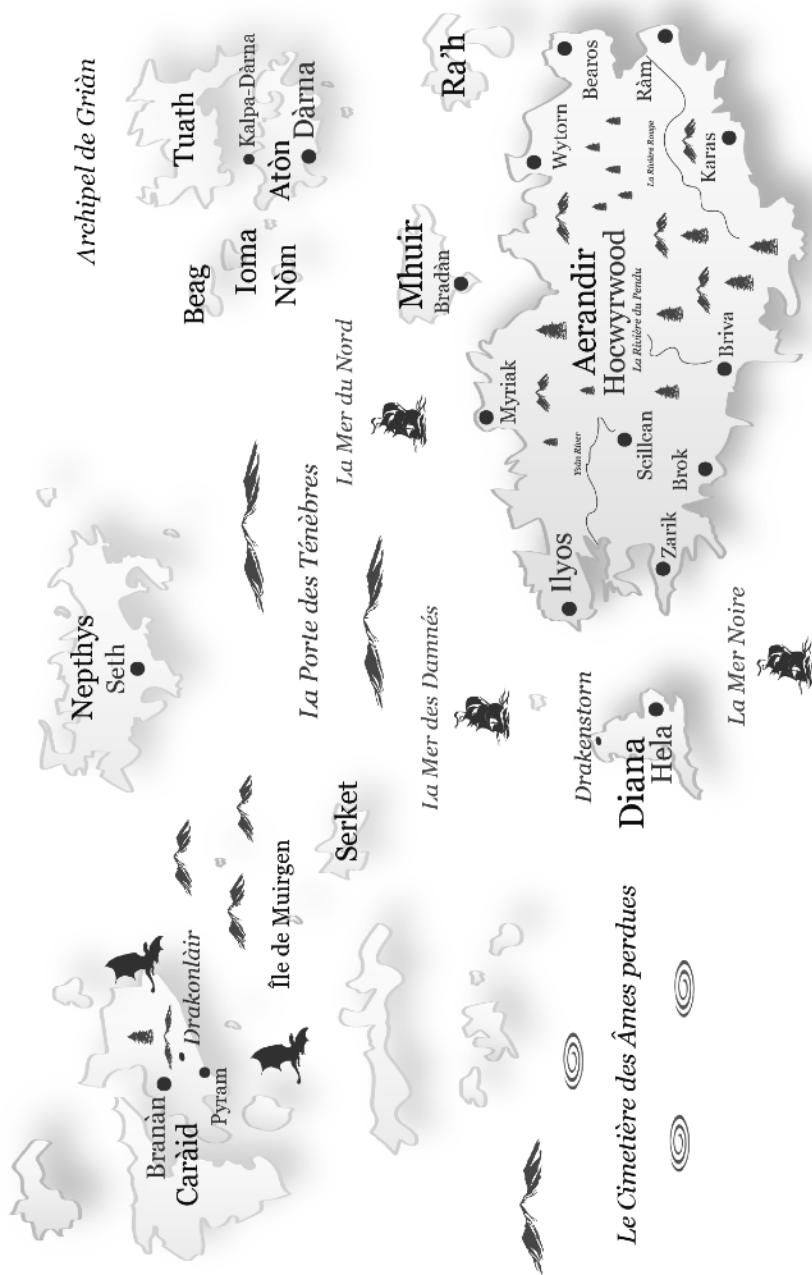 Archipel de Griàn
Nepthys
Seth
Branàn
Caràid
Drakonlàir
Pyram
Tuath
Kalpa-Dàrna
Atòn
Dàrna
Beag
Ioma
Nòm
Île de Muirgen
La Porte des Ténèbres
La Mer du Nord
Serket
Mhuir
Bradàn
Ra'h
La Mer des Damnés
Myriak
Wytorn
Bearos
Ilyos
River
Aerandir
Hocwyrwood
La Rivière du Pendu
La Rivière Rouge
Ràm
Drakenstorn
Diana
Hela
Le Cimetière des Âmes perdues
Seillean
Zarik
Brok
Briva
Karas
La Mer Noire